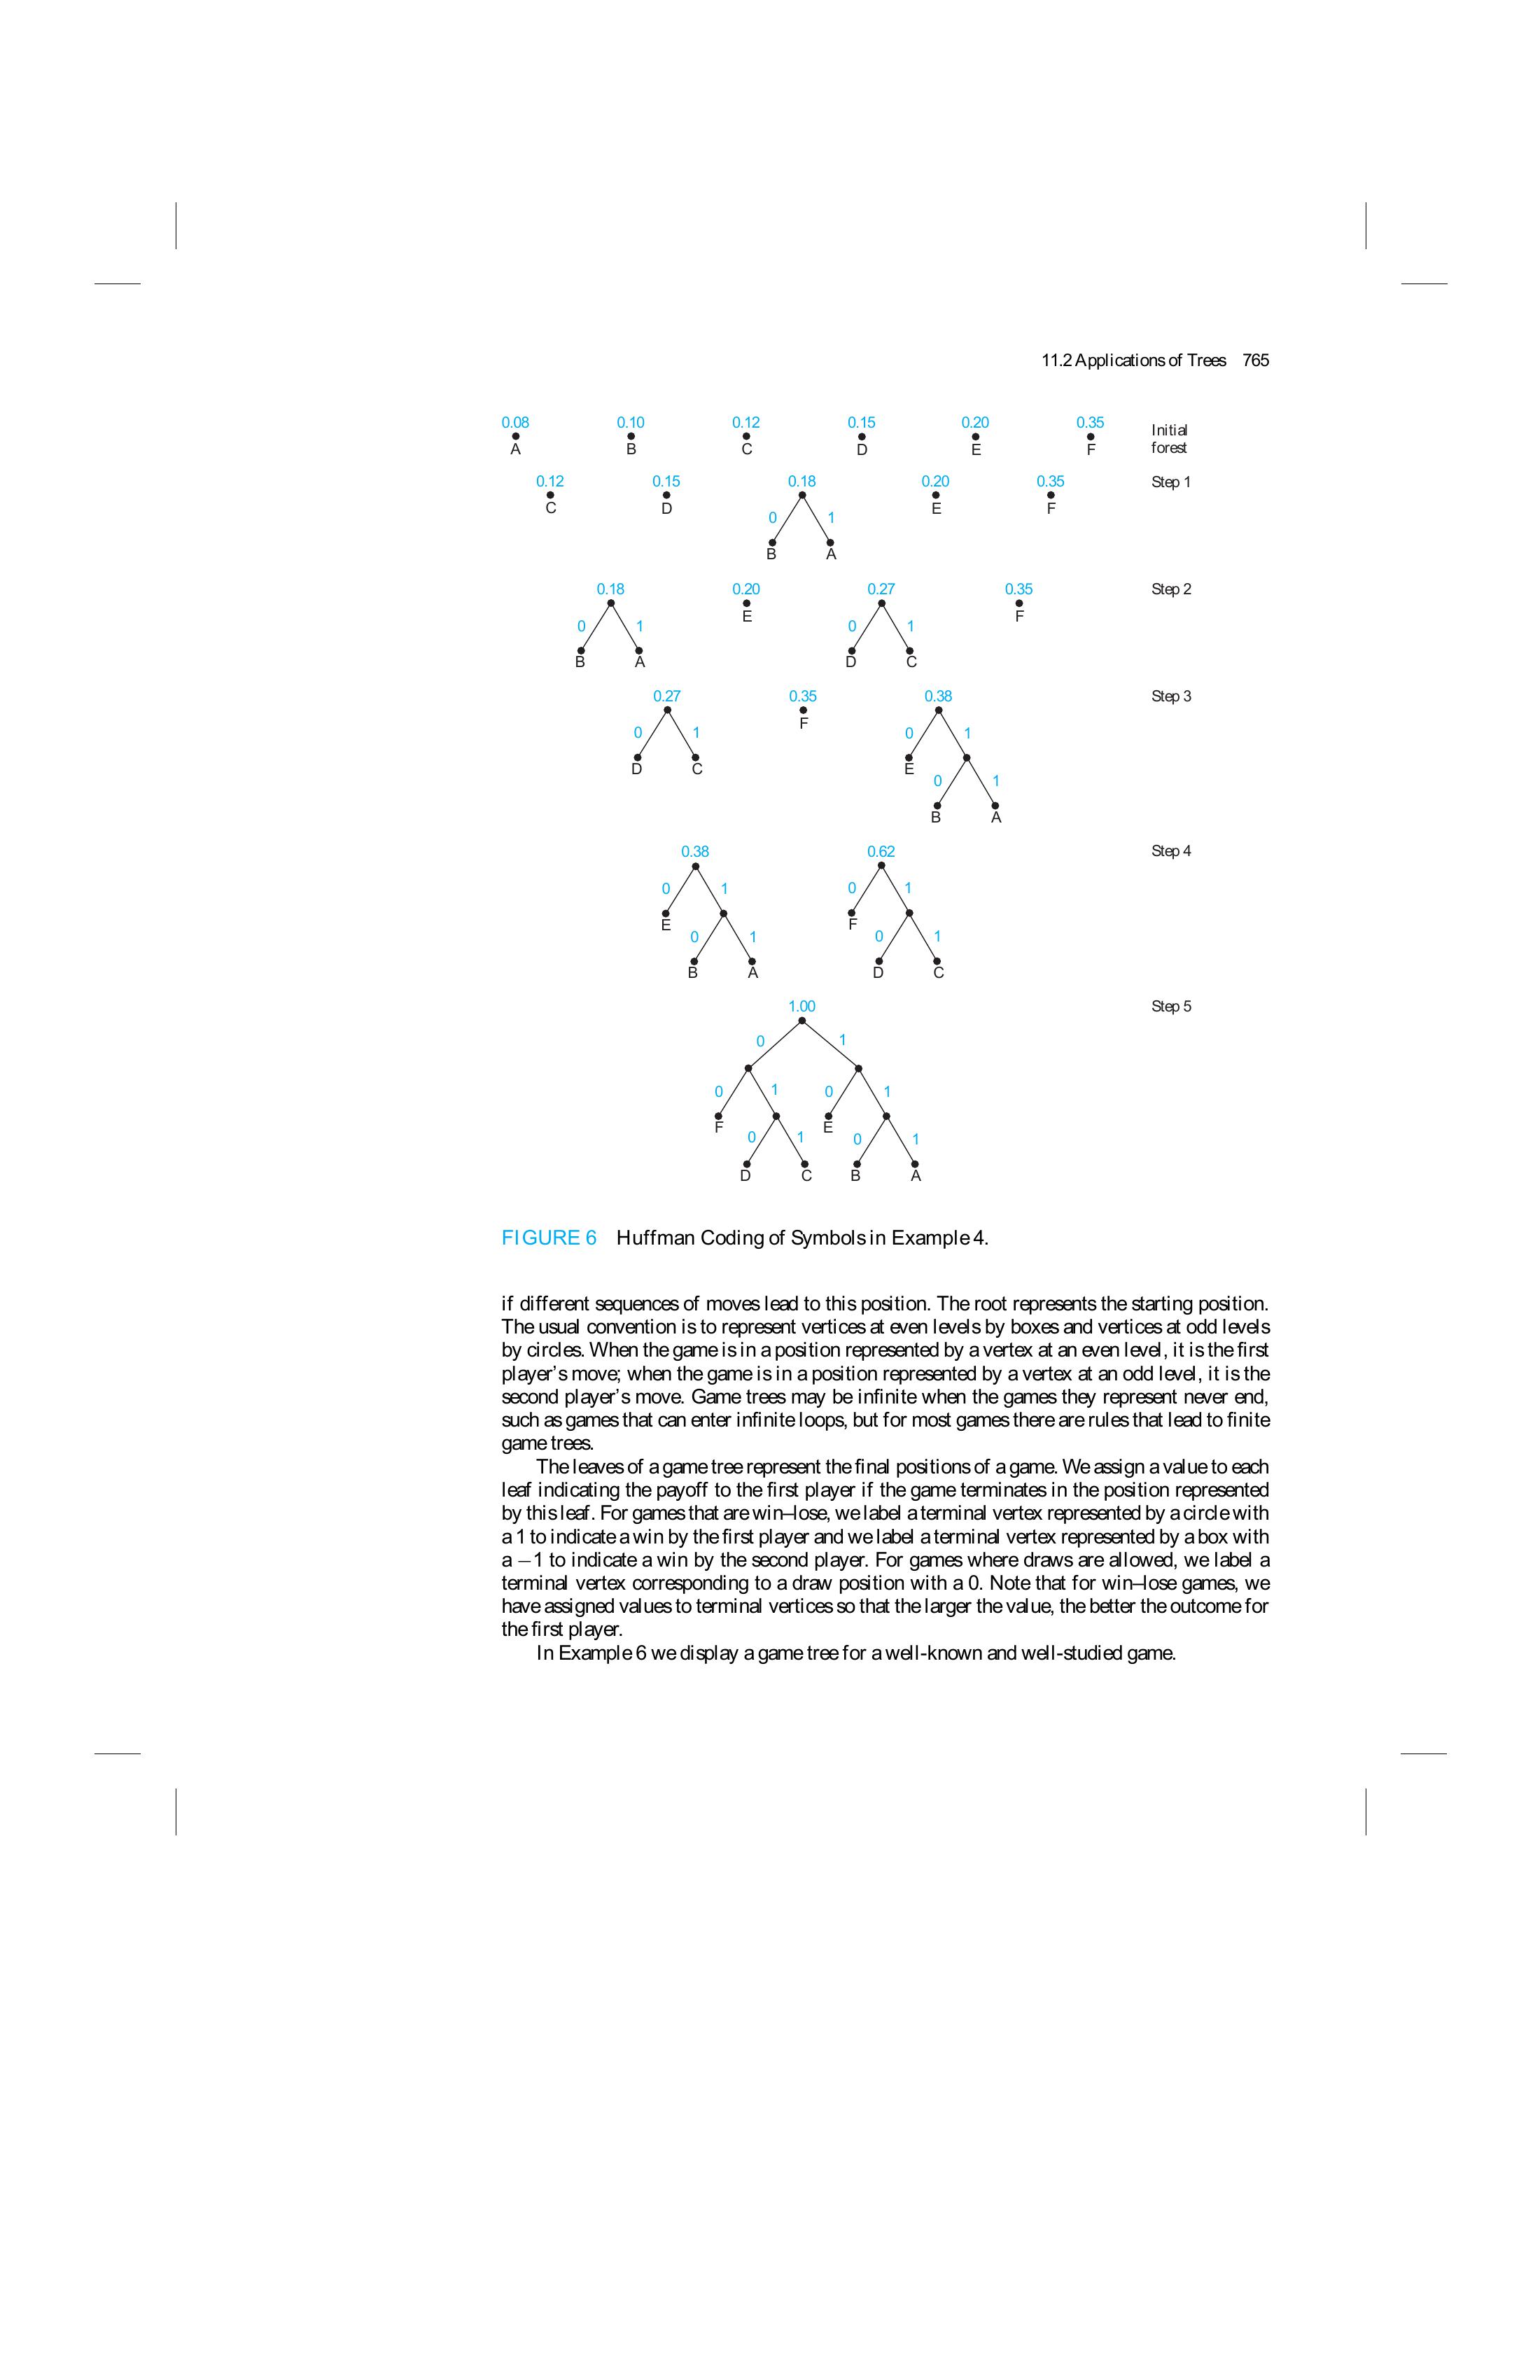 11.2 Applications of Trees 765
0.08 0.10 0.12 0.15 0.20 0.35 Initial
A B C D E F forest
0.12 0.15 0.18 0.20 0.35 Step 1
C D E F
0 1
B A
0.18 0.20 0.27 0.35 Step 2
E F
0 1 0 1
B A D C
0.27 0.35 0.38 Step 3
F
0 1 0 1
D C E
0 1
B A
0.38 0.62 Step 4
0 1 0 1
E F
0 1 0 1
B A D C
1.00 Step 5
0 1
0 1 0 1
F E
0 1 0 1
D C B A
FIGURE 6 Huffman Coding of Symbols in Example 4.
if different sequences of moves lead to this position. The root represents the starting position.
The usual convention is to represent vertices at even levels by boxes and vertices at odd levels
by circles. When the game is in a position represented by a vertex at an even level, it is the first
player’s move; when the game is in a position represented by a vertex at an odd level, it is the
second player’s move. Game trees may be infinite when the games they represent never end,
such as games that can enter infinite loops, but for most games there are rules that lead to finite
game trees.
The leaves of a game tree represent the final positions of a game. We assign a value to each
leaf indicating the payoff to the first player if the game terminates in the position represented
by this leaf. For games that are win–lose, we label a terminal vertex represented by a circle with
a 1 to indicate a win by the first player and we label a terminal vertex represented by a box with
a −1 to indicate a win by the second player. For games where draws are allowed, we label a
terminal vertex corresponding to a draw position with a 0. Note that for win–lose games, we
have assigned values to terminal vertices so that the larger the value, the better the outcome for
the first player.
In Example 6 we display a game tree for a well-known and well-studied game.